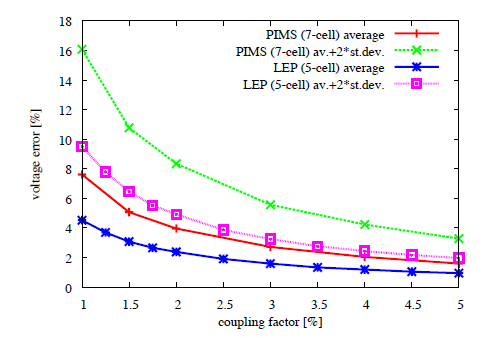 PIMS (7-cell) average
PIMS (7-cell) av.+2*st.dev.
LEP (5-cell) average
LEP (5-cell) av.+2*st.dev.
voltage error [%]
18
16
14
12
10
8
6
4
2
0
1 1.5 2 2.5 3 3.5 4 4.5 5
coupling factor [%]